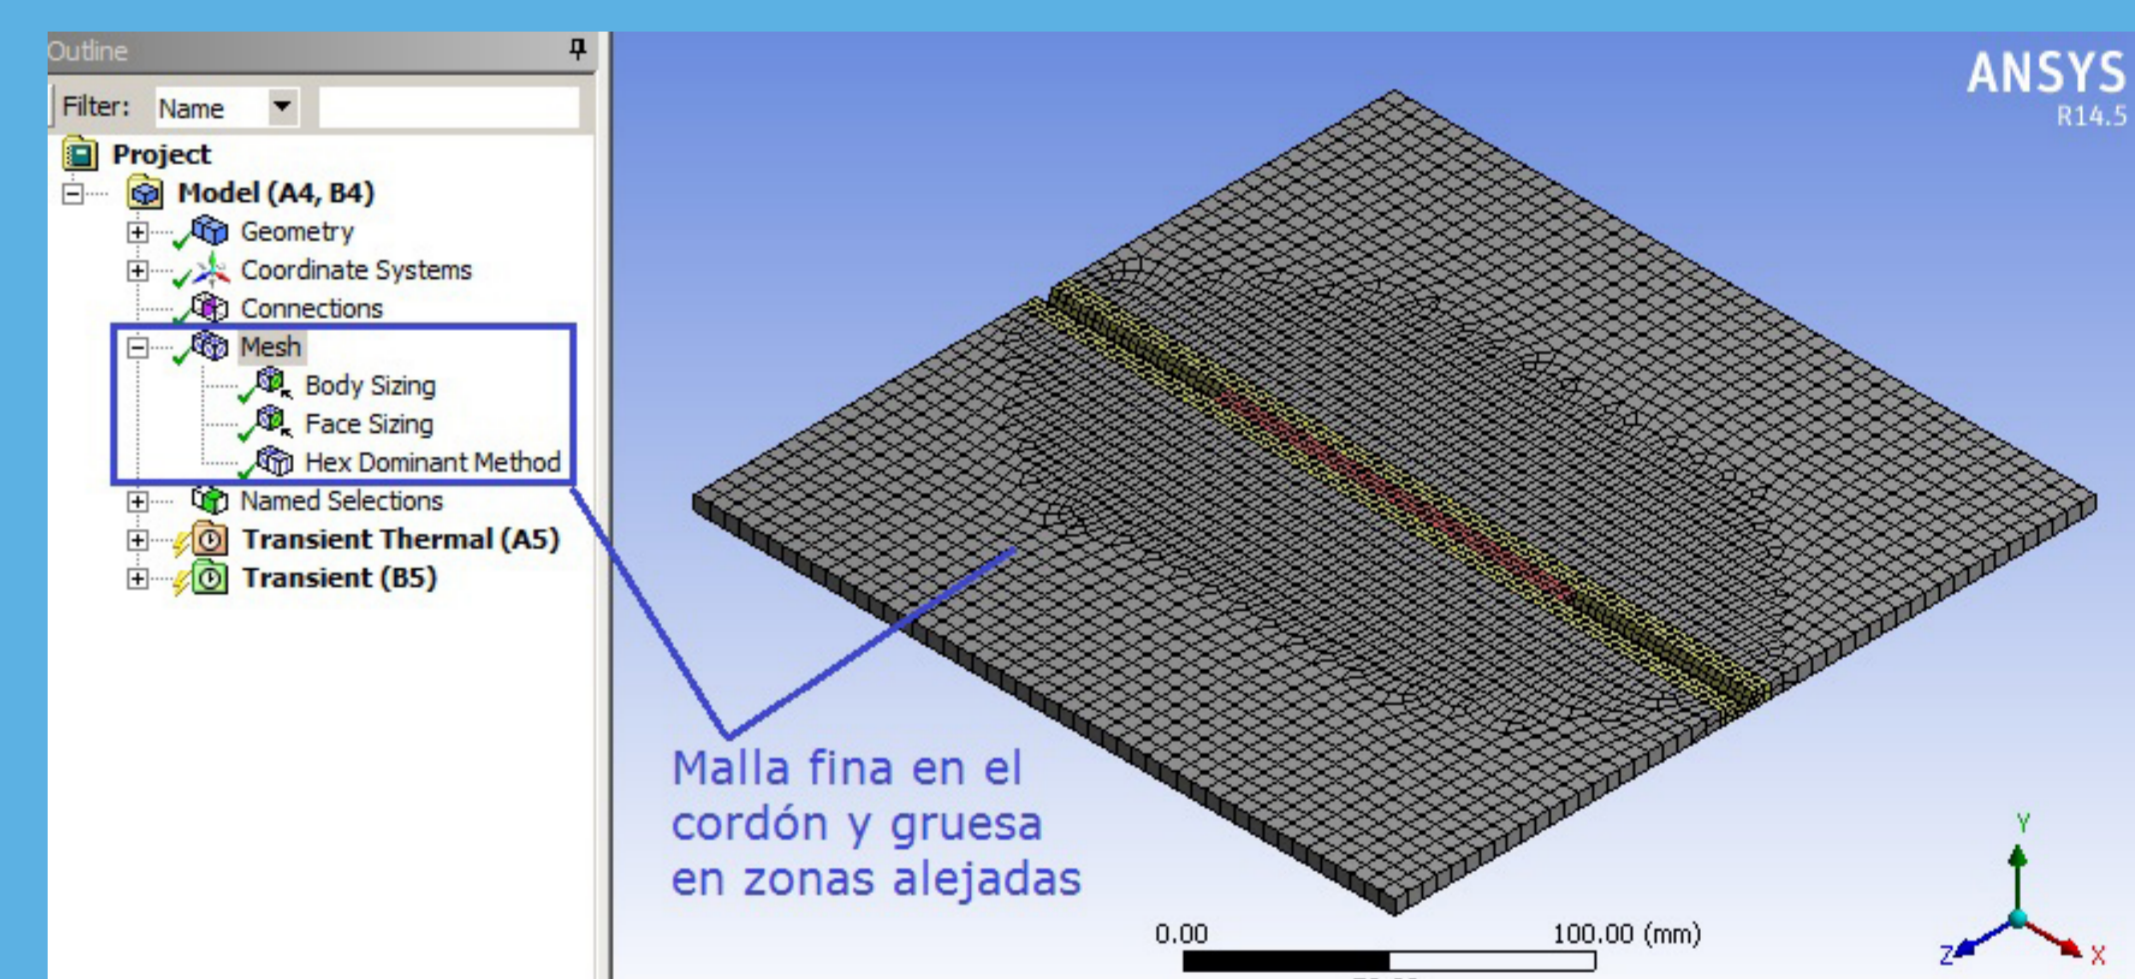 Outline
Filter: Name
Project
Model (A4, B4)
Geometry
Coordinate Systems
Connections
Mesh
Body Sizing
Face Sizing
Hex Dominant Method
Named Selections
Transient Thermal (A5)
Transient (B5)
ANSYS
R14.5
Malla fina en el
cordón y gruesa
en zonas alejadas
0.00 100.00 (mm)
Y
Z X